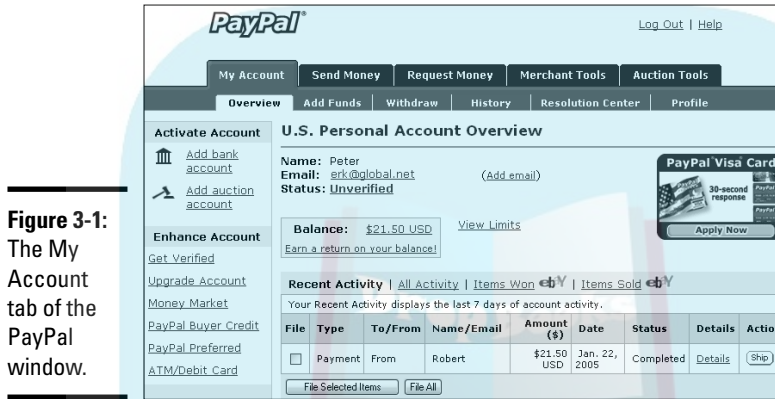 Figure 3-1:
The My
Account
tab of the
PayPal
window.
PayPal
Log Out | Help
My Account Send Money Request Money Merchant Tools Auction Tools
Overview Add Funds | Withdraw | History | Resolution Center | Profile
Activate Account
Add bank
account
Add auction
account
Enhance Account
Get Verified
Upgrade Account
Money Market
PayPal Buyer Credit
PayPal Preferred
ATM/Debit Card
U.S. Personal Account Overview
Name: Peter
Email: erk@global.net (Add email)
Status: Unverified
PayPal Visa Card
30-second
response
Apply Now
Balance: $21.50 USD View Limits
Earn a return on your balance!
Recent Activity | All Activity | Items Won ebY | Items Sold ebY
Your Recent Activity displays the last 7 days of account activity.
File Type To/From Name/Email Amount ($) Date Status Details Actio
Payment From Robert $21.50 USD Jan. 22, 2005 Completed Details Ship
File Selected Items File All